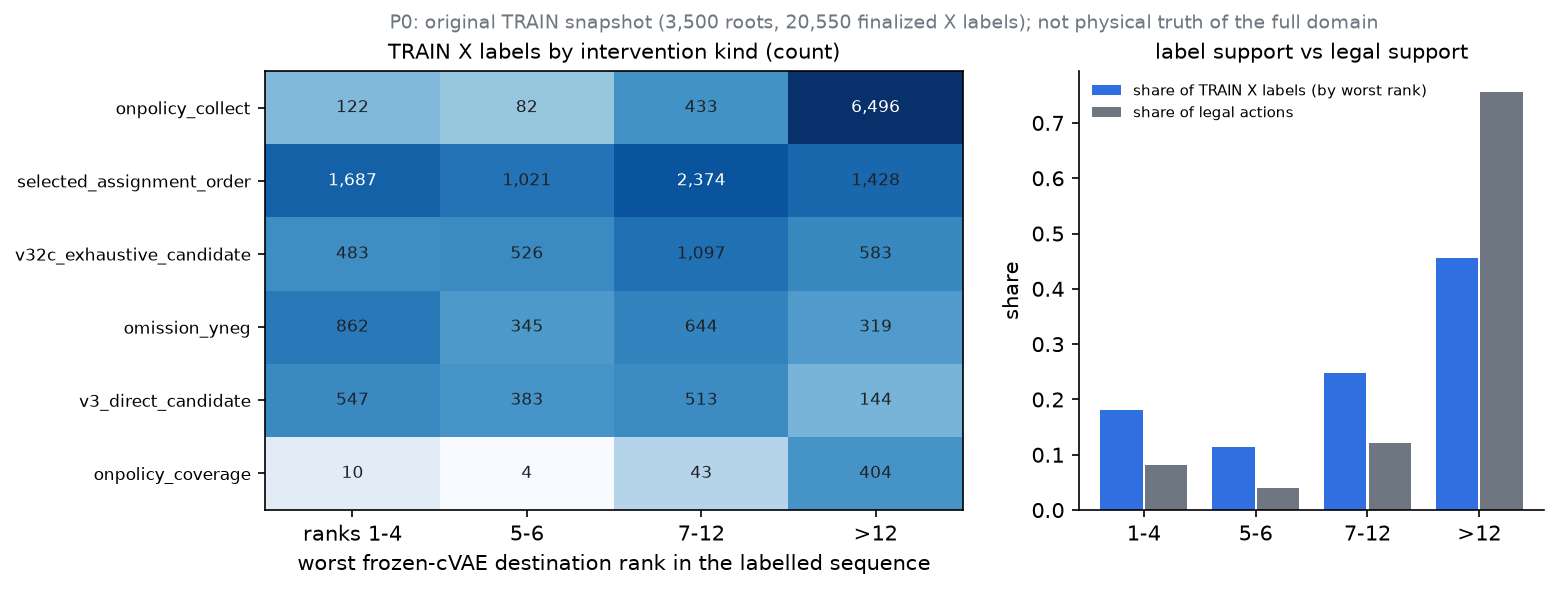 P0: original TRAIN snapshot (3,500 roots, 20,550 finalized X labels); not physical truth of the full domain
TRAIN X labels by intervention kind (count)
onpolicy_collect 122 82 433 6,496
selected_assignment_order 1,687 1,021 2,374 1,428
v32c_exhaustive_candidate 483 526 1,097 583
omission_yneg 862 345 644 319
v3_direct_candidate 547 383 513 144
onpolicy_coverage 10 4 43 404
ranks 1-4 5-6 7-12 >12
worst frozen-cVAE destination rank in the labelled sequence
label support vs legal support
share of TRAIN X labels (by worst rank)
share of legal actions
share
0.7
0.6
0.5
0.4
0.3
0.2
0.1
0.0
1-4 5-6 7-12 >12